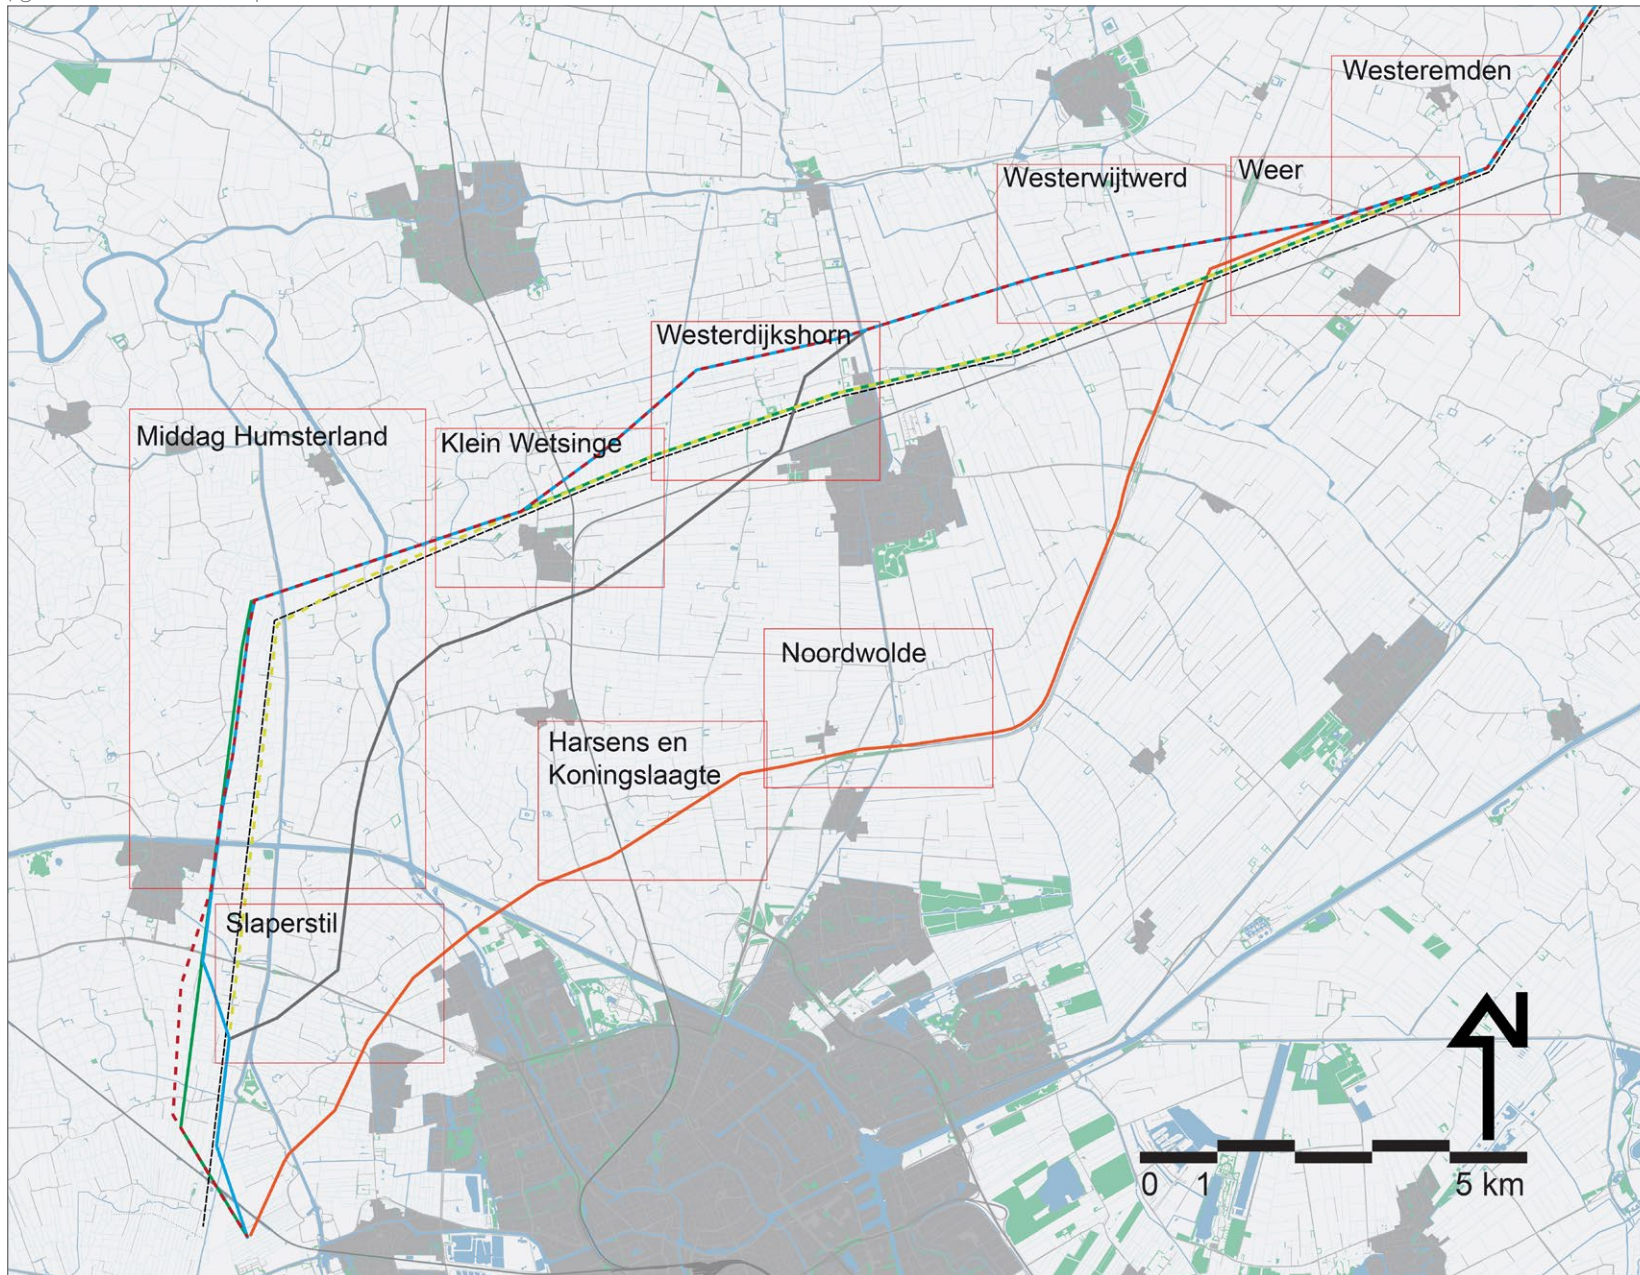 Westeremden
Westerwijtwerd
Weer
Westerdijkshorn
Middag Humsterland
Klein Wetsinge
Noordwolde
Harsens en
Koningslaagte
Slaperstil
N
0 1 5 km